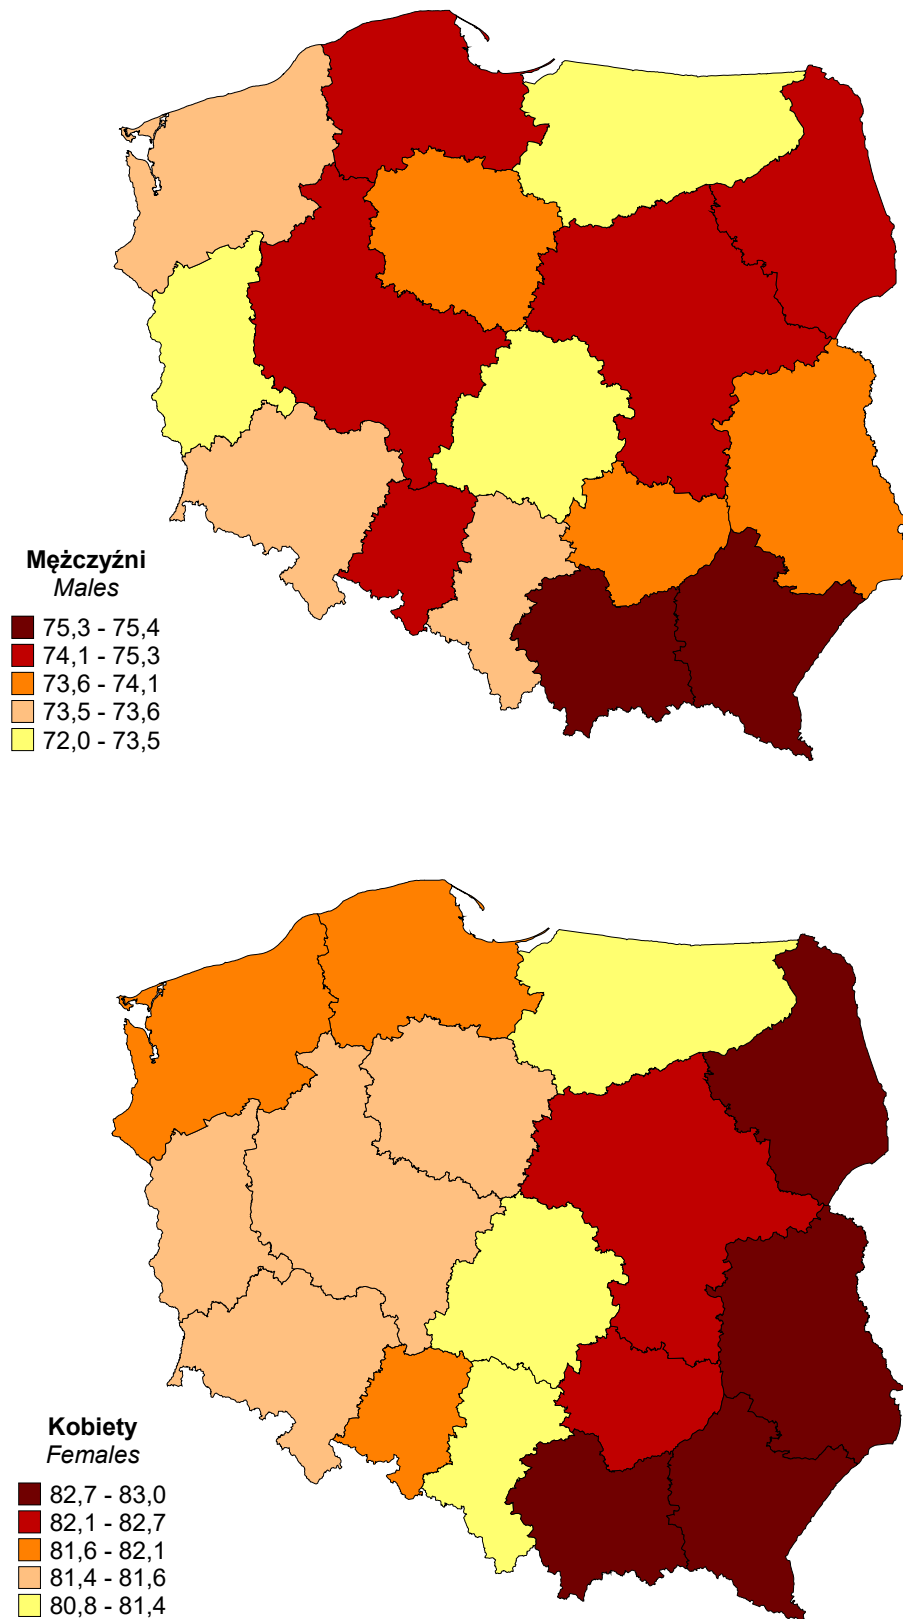 Mężczyźni
Males
75,3 - 75,4
74,1 - 75,3
73,6 - 74,1
73,5 - 73,6
72,0 - 73,5
Kobiety
Females
82,7 - 83,0
82,1 - 82,7
81,6 - 82,1
81,4 - 81,6
80,8 - 81,4